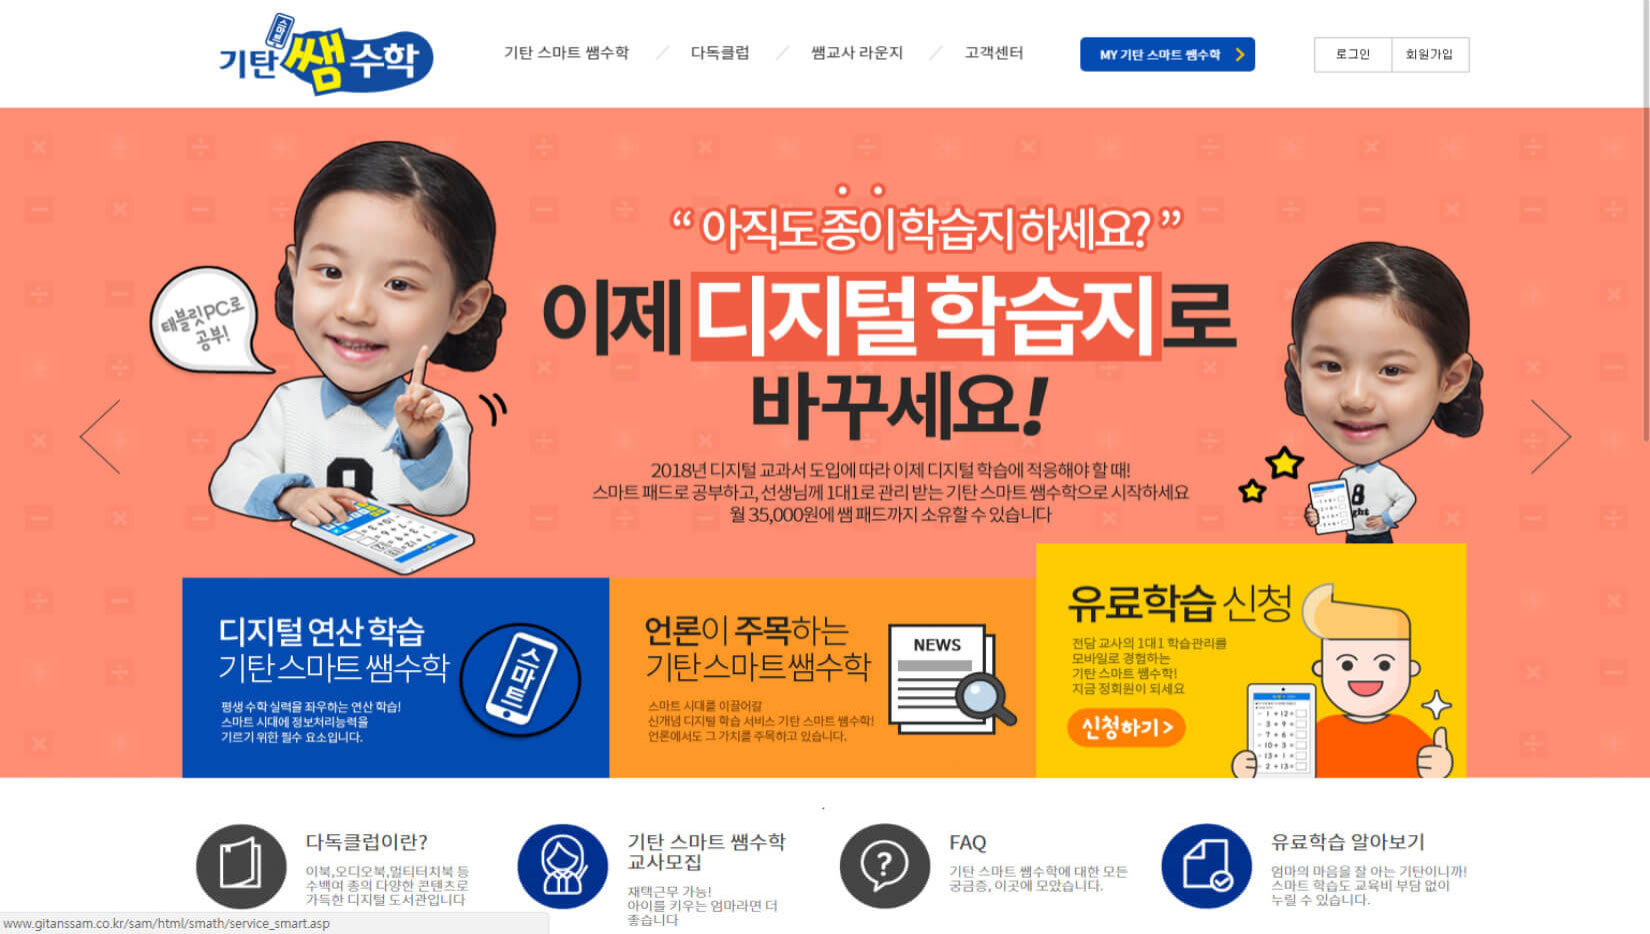 기탄 스마트 쌤 수학
기탄 스마트 쌤수학
다독클럽
쌤교사 라운지
고객센터
MY 기탄 스마트 쌤수학
로그인
회원가입
“ 아직도 종이 학습지 하세요? ”
이제 디지털 학습지로
바꾸세요!
2018년 디지털 교과서 도입에 따라 이제 디지털 학습에 적응해야 할 때!
스마트 패드로 공부하고, 선생님께 1대1로 관리 받는 기탄 스마트 쌤수학으로 시작하세요
월 35,000원에 쌤 패드까지 소유할 수 있습니다
태블릿PC로
공부!
디지털 연산 학습
기탄 스마트 쌤수학
평생 수학 실력을 좌우하는 연산 학습!
스마트 시대에 정보처리능력을
기르기 위한 필수 요소입니다.
스마트
언론이 주목하는
기탄 스마트 쌤수학
스마트 시대를 이끌어갈
신개념 디지털 학습 서비스 기탄 스마트 쌤수학!
언론에서도 그 가치를 주목하고 있습니다.
NEWS
유료학습 신청
전담 교사의 1대1 학습관리를
모바일로 경험하는
기탄 스마트 쌤수학!
지금 정회원이 되세요
신청하기 >
1 + 12 =
3 + 9 =
7 + 6 =
10 + 3 =
13 + 1 =
2 + 13 =
다독클럽이란?
이북,오디오북,멀티터치북 등
수백여 종의 다양한 콘텐츠로
가득한 디지털 도서관입니다
기탄 스마트 쌤수학
교사모집
재택근무 가능!
아이를 키우는 엄마라면 더
좋습니다
FAQ
기탄 스마트 쌤수학에 대한 모든
궁금증, 이곳에 모았습니다.
유료학습 알아보기
엄마의 마음을 잘 아는 기탄이니까!
스마트 학습도 교육비 부담 없이
누릴 수 있습니다.
www.gitanssam.co.kr/sam/html/smath/service_smart.asp